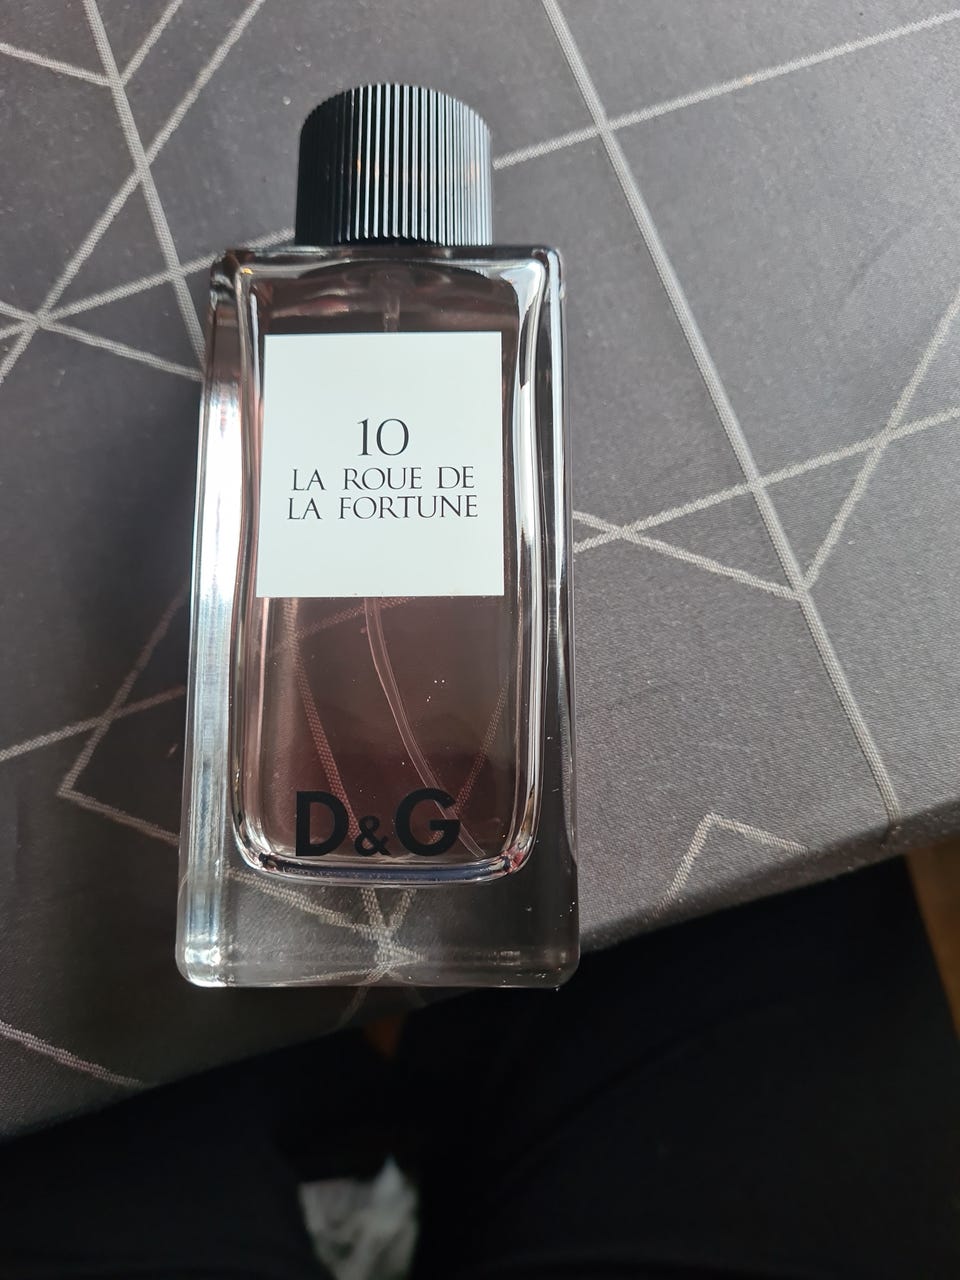 10
LA ROUE DE
LA FORTUNE
D&G